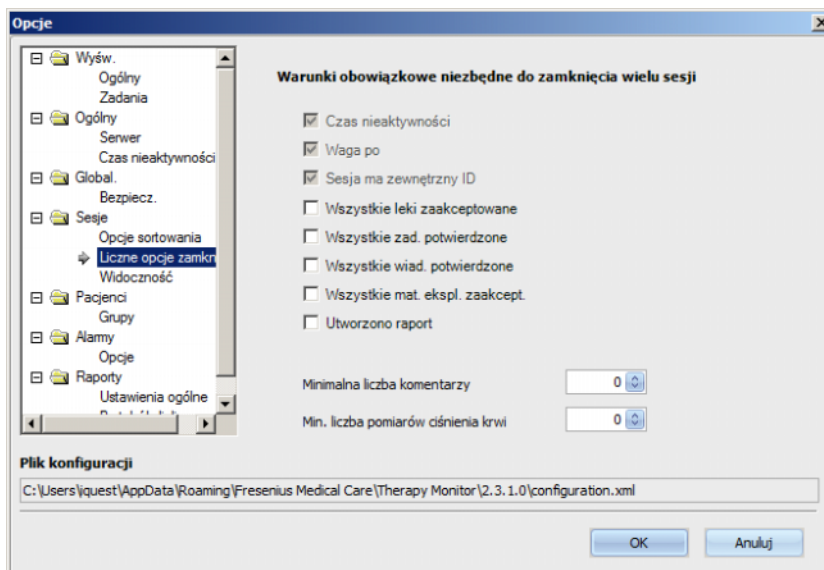 Opcje
Wyśw.
Ogólny
Zadania
Ogólny
Serwer
Czas nieaktywności
Global.
Bezpiecz.
Sesje
Opcje sortowania
Liczne opcje zamkn
Widoczność
Pacjenci
Grupy
Alarmy
Opcje
Raporty
Ustawienia ogólne
Warunki obowiązkowe niezbędne do zamknięcia wielu sesji
Czas nieaktywności
Waga po
Sesja ma zewnętrzny ID
Wszystkie leki zaakceptowane
Wszystkie zad. potwierdzone
Wszystkie wiad. potwierdzone
Wszystkie mat. ekspl. zaakcept.
Utworzono raport
Minimalna liczba komentarzy 0
Min. liczba pomiarów ciśnienia krwi 0
Plik konfiguracji
C:\Users\iquest\AppData\Roaming\Fresenius Medical Care\Therapy Monitor\2.3.1.0\configuration.xml
OK Anuluj